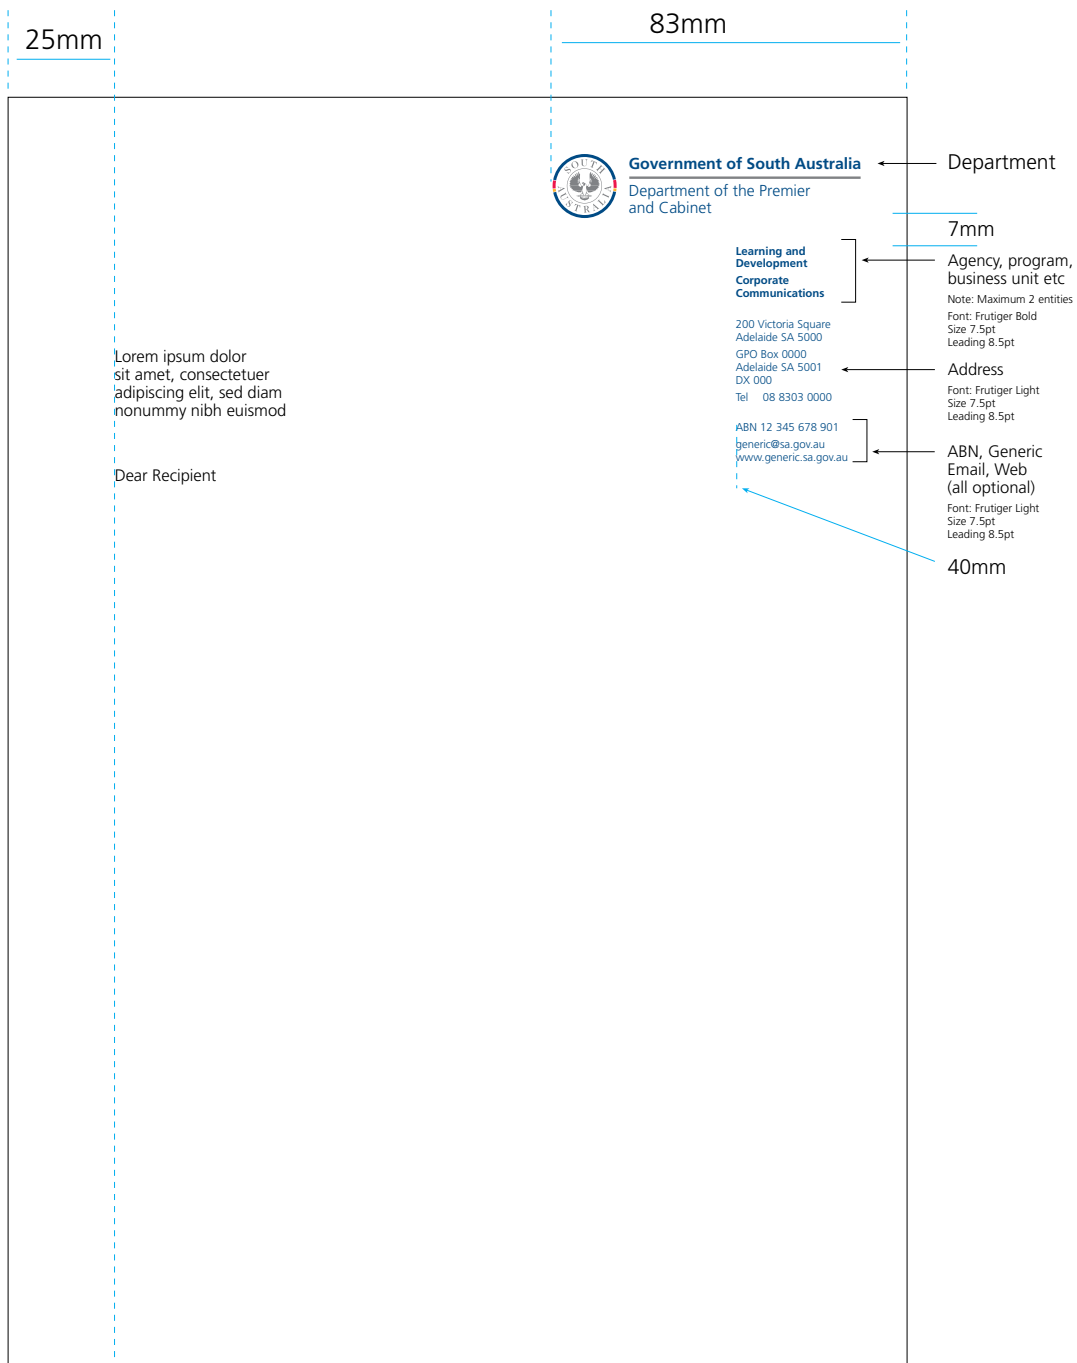 25mm
83mm
SOUTH
AUSTRALIA
Government of South Australia
Department of the Premier
and Cabinet
Department
7mm
Learning and
Development
Corporate
Communications
Agency, program,
business unit etc
Note: Maximum 2 entities
Font: Frutiger Bold
Size 7.5pt
Leading 8.5pt
200 Victoria Square
Adelaide SA 5000
GPO Box 0000
Adelaide SA 5001
DX 000
Tel 08 8303 0000
Address
Font: Frutiger Light
Size 7.5pt
Leading 8.5pt
Lorem ipsum dolor
sit amet, consectetuer
adipiscing elit, sed diam
nonummy nibh euismod
ABN 12 345 678 901
generic@sa.gov.au
www.generic.sa.gov.au
ABN, Generic
Email, Web
(all optional)
Font: Frutiger Light
Size 7.5pt
Leading 8.5pt
Dear Recipient
40mm